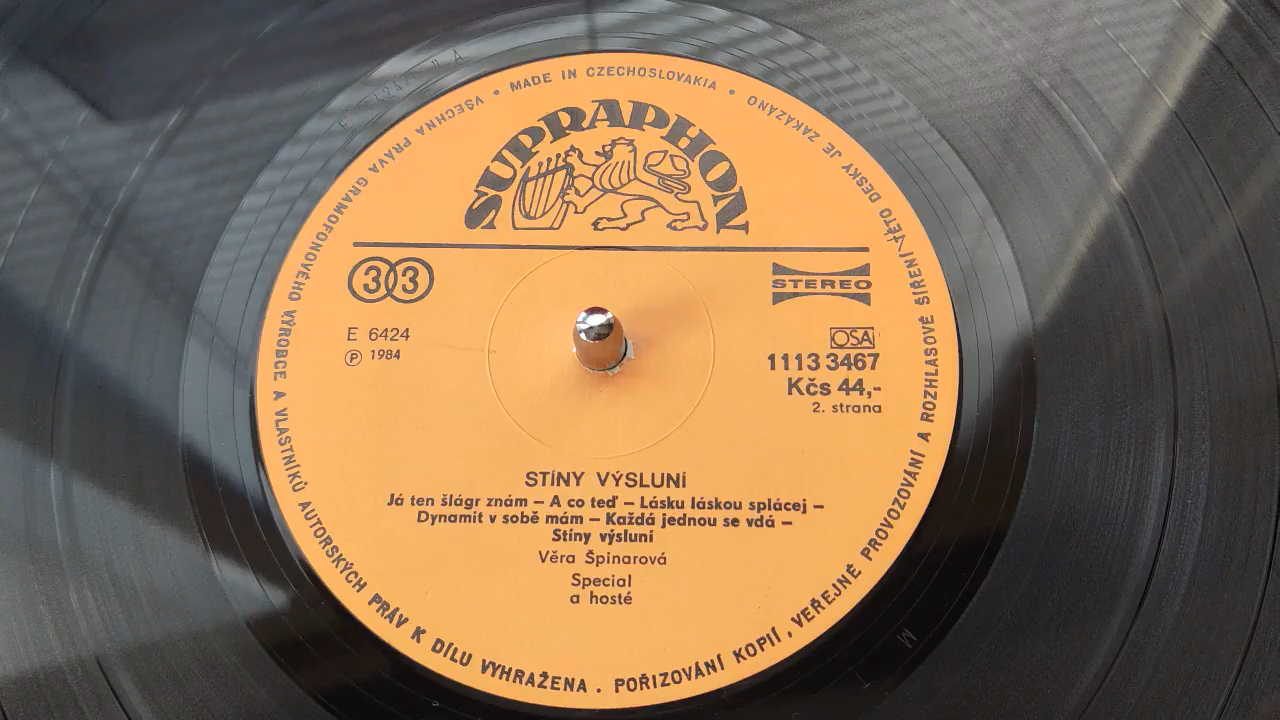 VŠECHNA PRÁVA GRAMOFONOVÉHO VÝROBCE A VLASTNÍKŮ AUTORSKÝCH PRÁV K DÍLU VYHRAŽENA . POŘIZOVÁNÍ KOPIÍ , VEŘEJNÉ PROVOZOVÁNÍ A ROZHLASOVÉ ŠÍŘENÍ TÉTO DESKY JE ZAKÁZÁNO • MADE IN CZECHOSLOVAKIA •
SUPRAPHON
33
STEREO
E 6424
℗ 1984
OSA
1113 3467
Kčs 44,-
2. strana
STÍNY VÝSLUNÍ
Já ten šlágr znám – A co teď – Lásku láskou splácej –
Dynamit v sobě mám – Každá jednou se vdá –
Stíny výsluní
Věra Špinarová
Special
a hosté
M